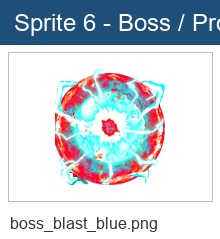 Sprite 6 - Boss / Pro
boss_blast_blue.png